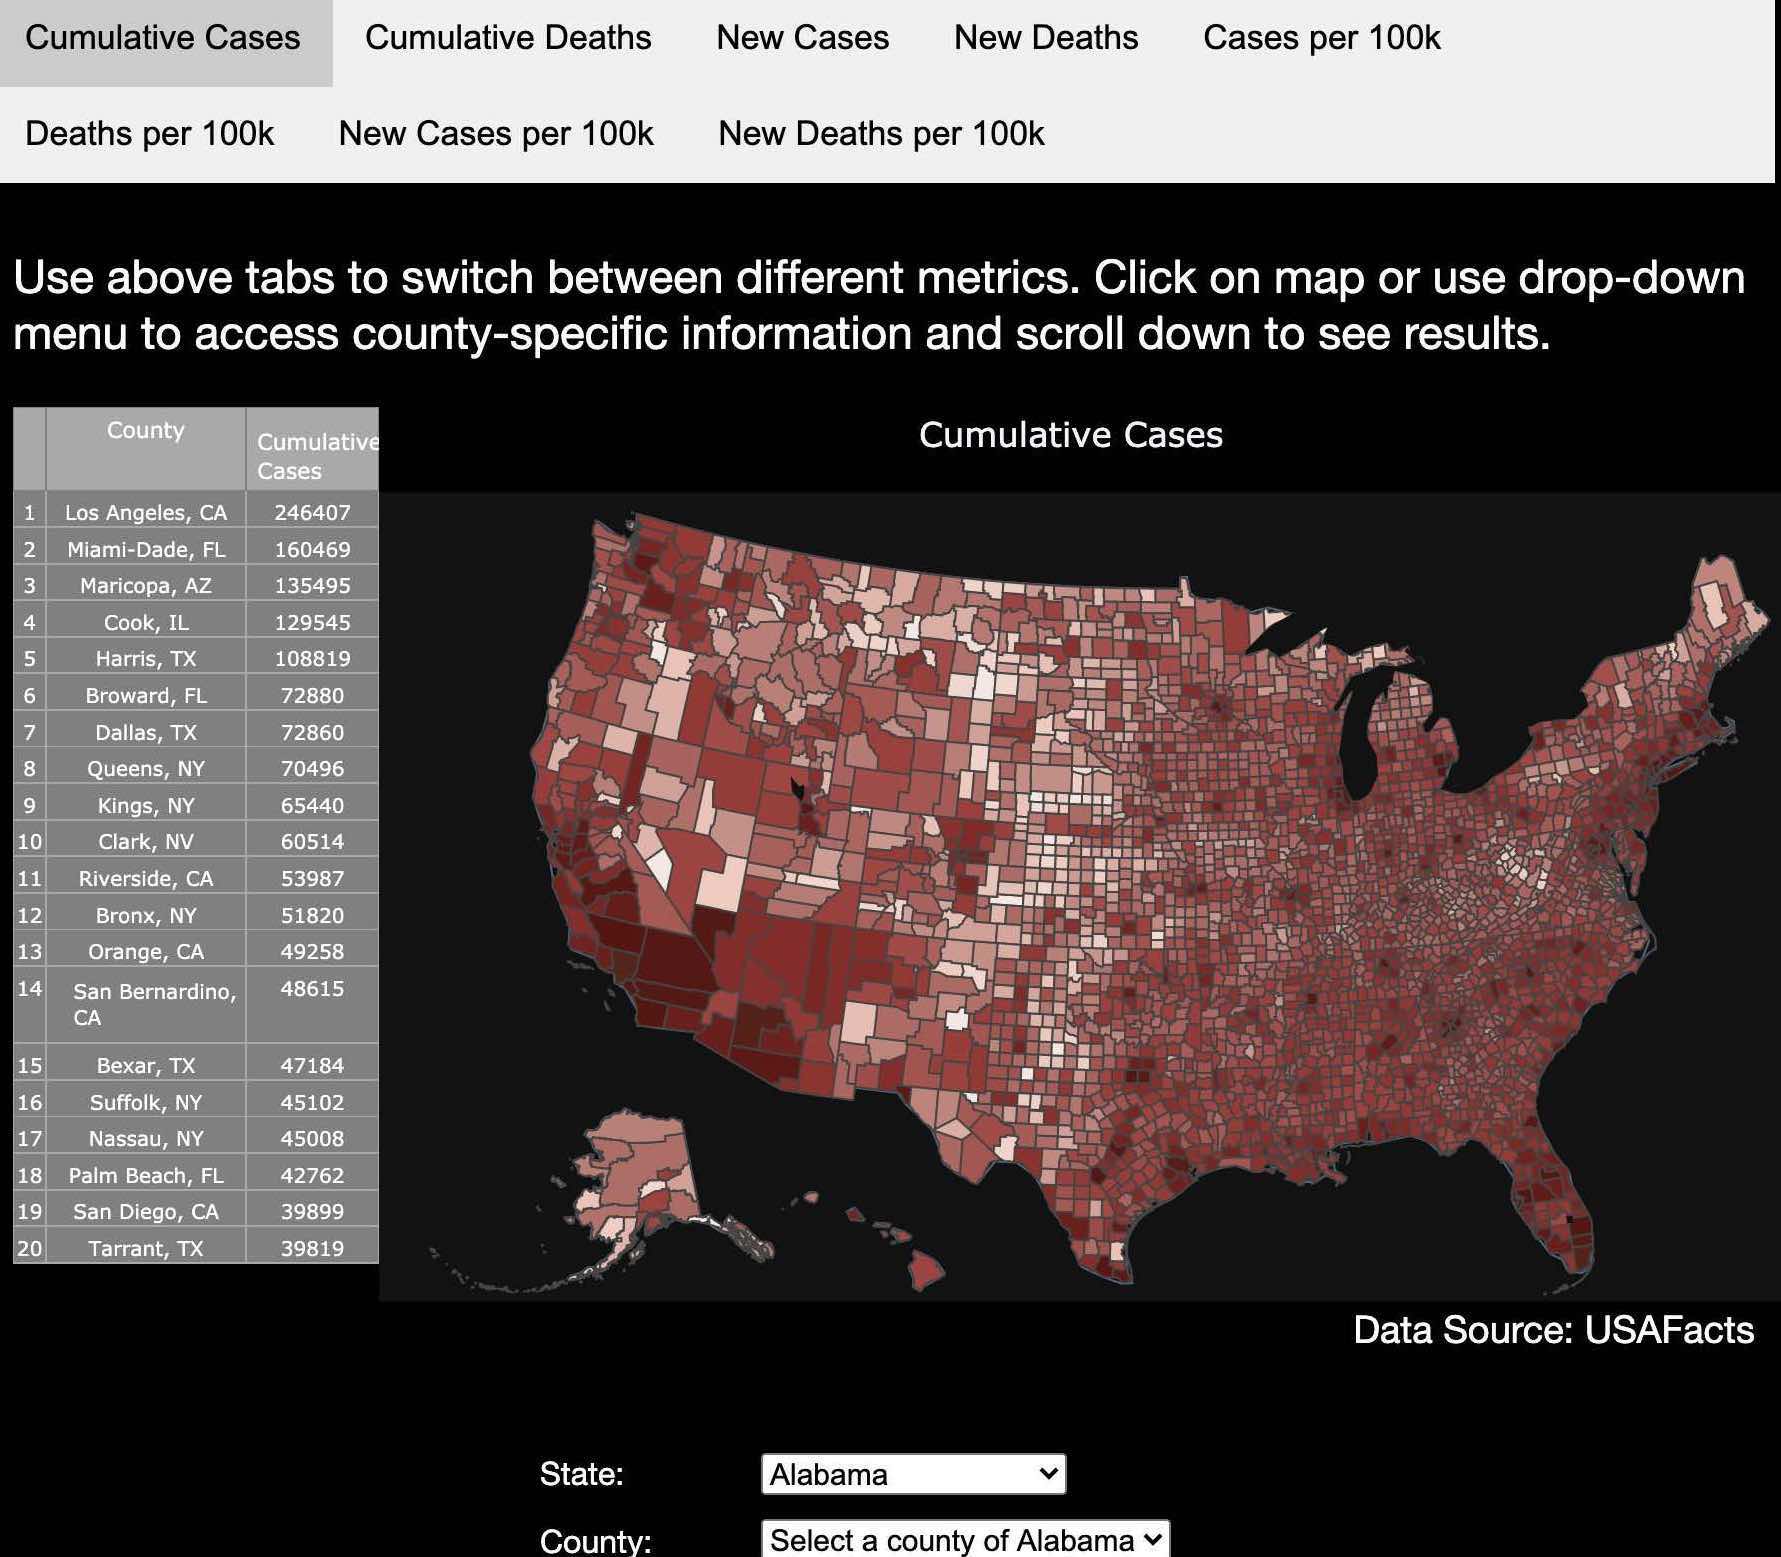 Cumulative Cases Cumulative Deaths New Cases New Deaths Cases per 100k
Deaths per 100k New Cases per 100k New Deaths per 100k
Use above tabs to switch between different metrics. Click on map or use drop-down
menu to access county-specific information and scroll down to see results.
County Cumulative
Cases
1 Los Angeles, CA 246407
2 Miami-Dade, FL 160469
3 Maricopa, AZ 135495
4 Cook, IL 129545
5 Harris, TX 108819
6 Broward, FL 72880
7 Dallas, TX 72860
8 Queens, NY 70496
9 Kings, NY 65440
10 Clark, NV 60514
11 Riverside, CA 53987
12 Bronx, NY 51820
13 Orange, CA 49258
14 San Bernardino, 48615
CA
15 Bexar, TX 47184
16 Suffolk, NY 45102
17 Nassau, NY 45008
18 Palm Beach, FL 42762
19 San Diego, CA 39899
20 Tarrant, TX 39819
Cumulative Cases
Data Source: USAFacts
State: Alabama
County: Select a county of Alabama